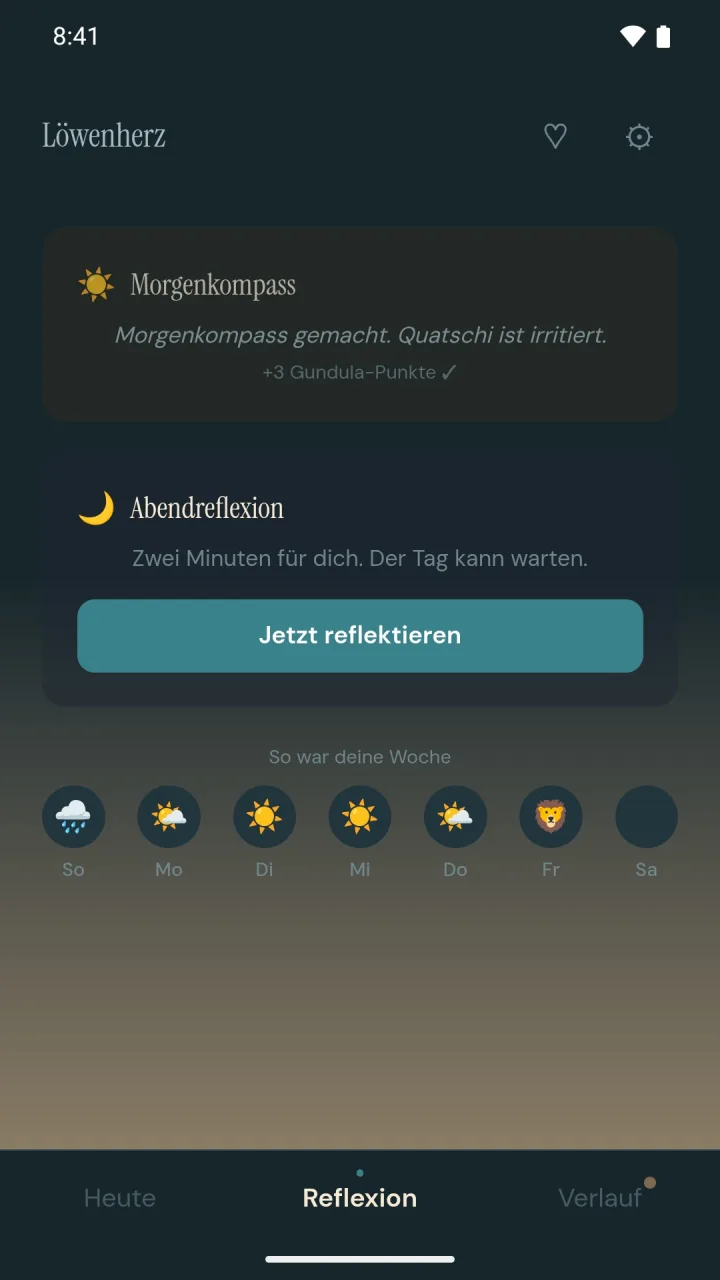 8:41
Löwenherz
Morgenkompass
Morgenkompass gemacht. Quatschi ist irritiert.
+3 Gundula-Punkte ✓
Abendreflexion
Zwei Minuten für dich. Der Tag kann warten.
Jetzt reflektieren
So war deine Woche
So Mo Di Mi Do Fr Sa
Heute Reflexion Verlauf